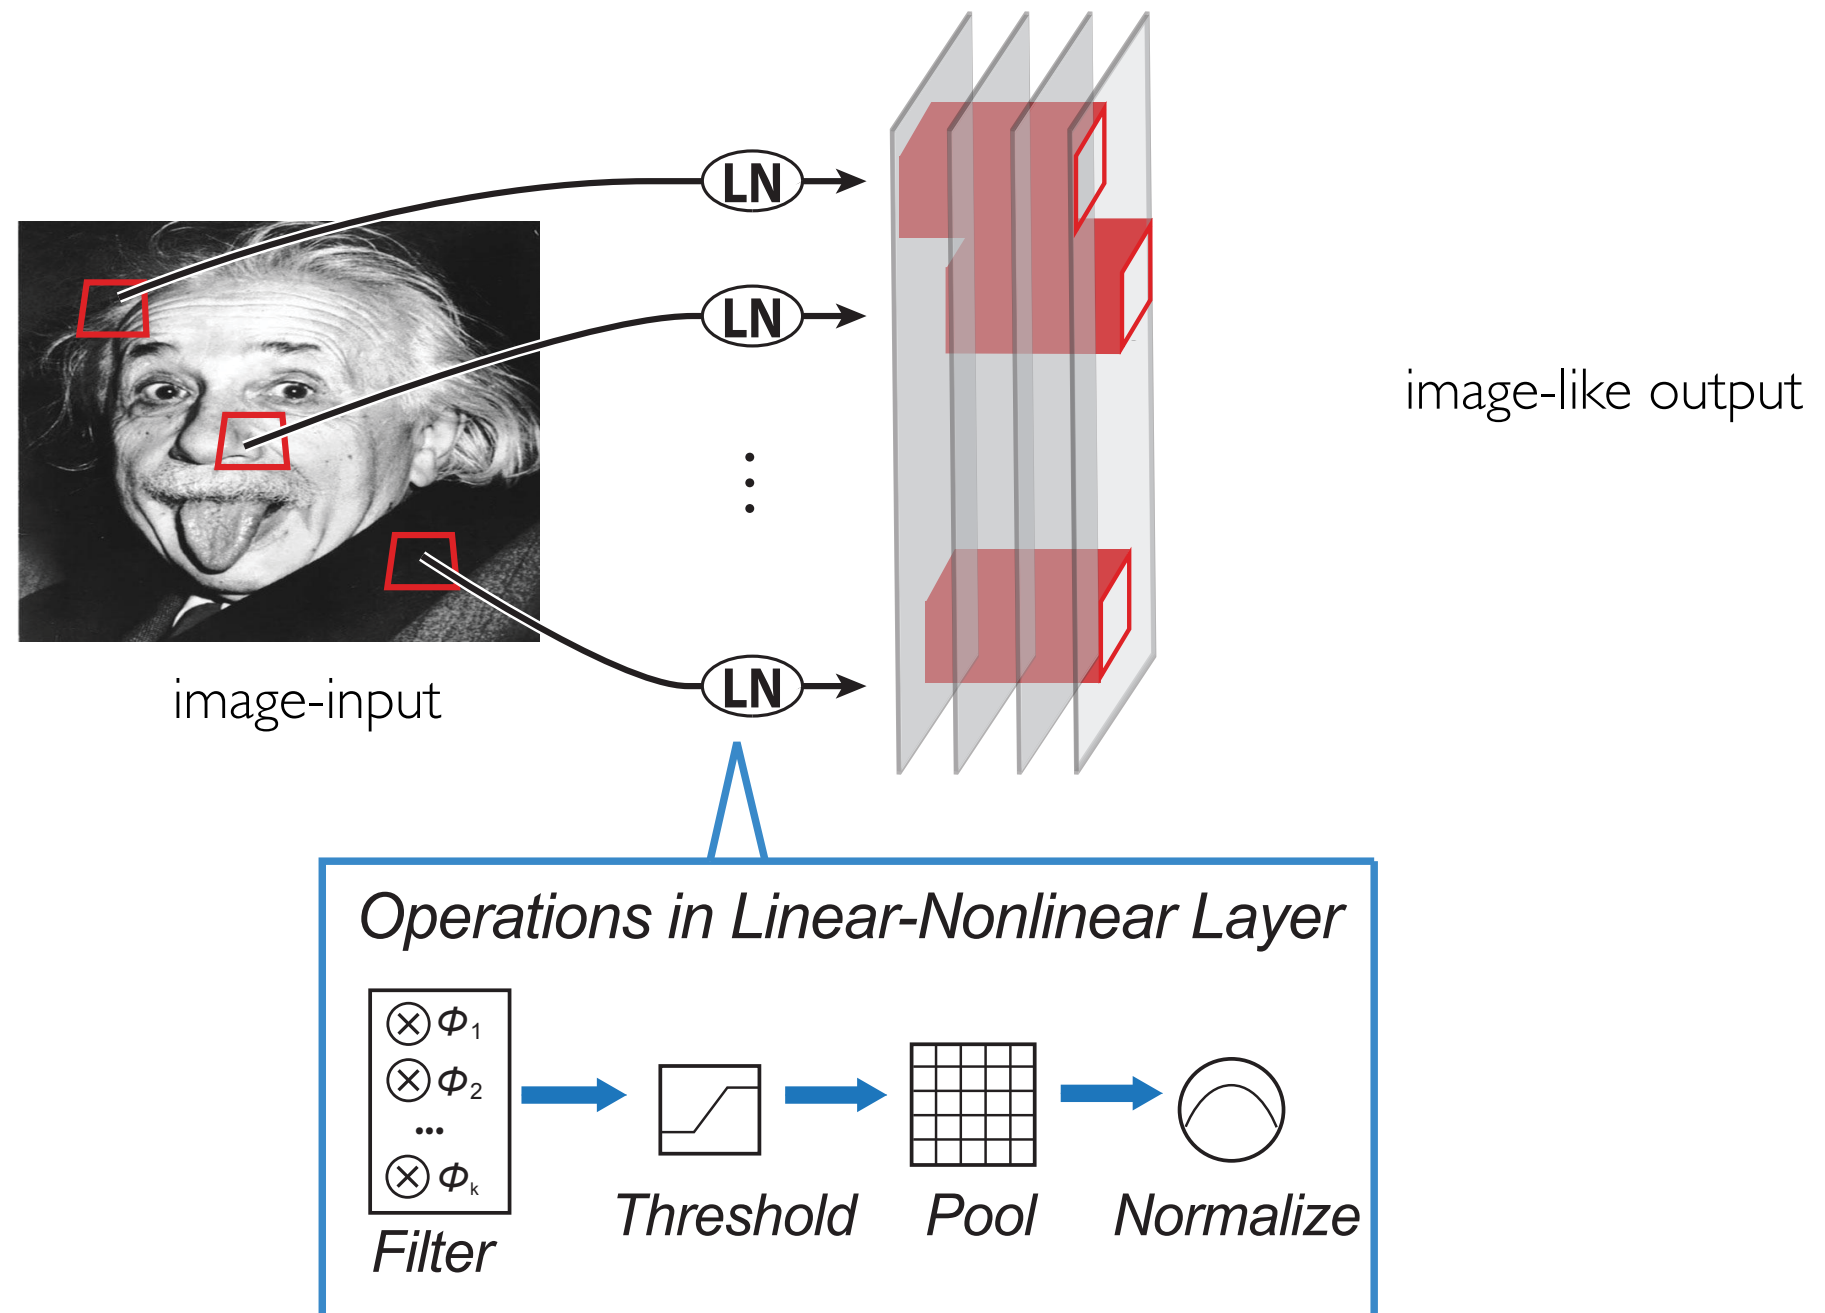 LN
LN
image-like output
LN
image-input
Operations in Linear-Nonlinear Layer
Φ1
Φ2
...
Φk
Filter
Threshold
Pool
Normalize